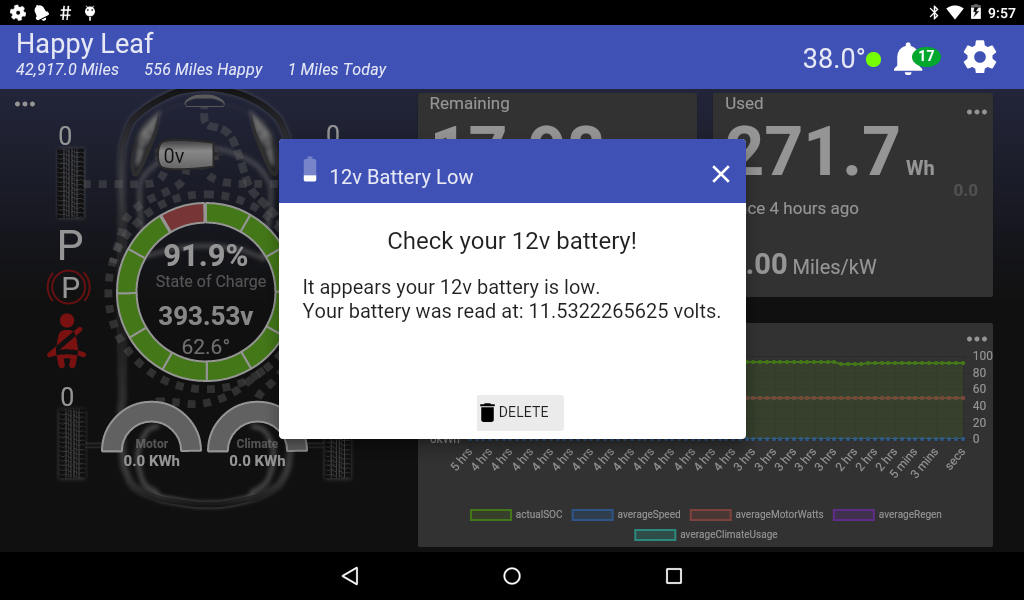 9:57
Happy Leaf
42,917.0 Miles 556 Miles Happy 1 Miles Today
38.0°
17
Remaining
Used
0
0
0v
271.7 Wh
0.0
ce 4 hours ago
.00 Miles/kW
P
P
91.9%
State of Charge
393.53v
62.6°
0
Motor
0.0 KWh
Climate
0.0 KWh
12v Battery Low
Check your 12v battery!
It appears your 12v battery is low.
Your battery was read at: 11.5322265625 volts.
DELETE
100
80
60
40
20
0
0kWh
5 hrs 4 hrs 4 hrs 4 hrs 4 hrs 4 hrs 4 hrs 4 hrs 4 hrs 4 hrs 4 hrs 4 hrs 4 hrs 4 hrs 3 hrs 3 hrs 3 hrs 3 hrs 3 hrs 2 hrs 2 hrs 2 hrs 5 mins 3 mins secs
actualSOC averageSpeed averageMotorWatts averageRegen
averageClimateUsage